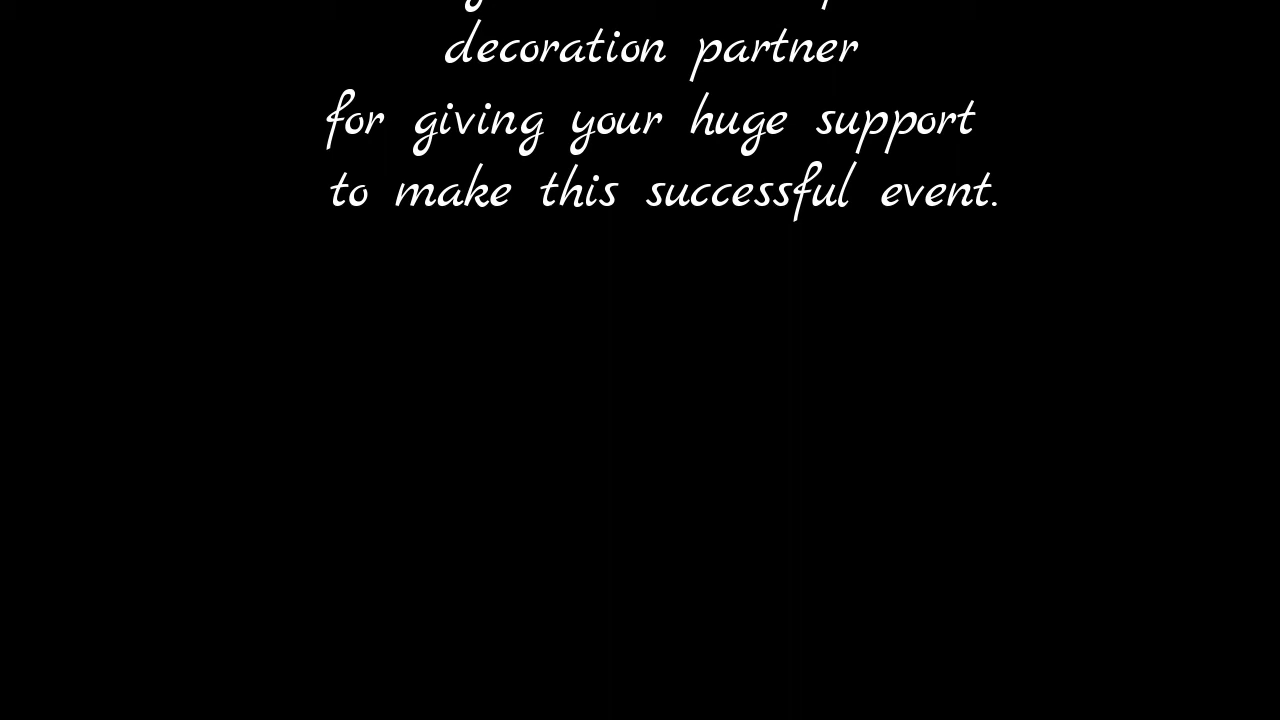 decoration partner
for giving your huge support
to make this successful event.